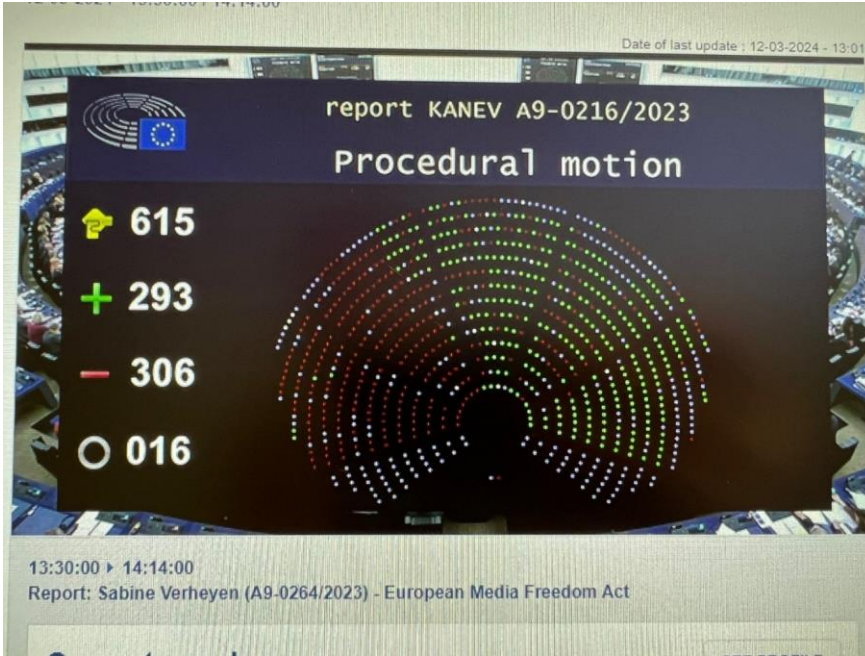 Date of last update : 12-03-2024 - 13:01
report KANEV A9-0216/2023
Procedural motion
615
+ 293
- 306
016
13:30:00 ▸ 14:14:00
Report: Sabine Verheyen (A9-0264/2023) - European Media Freedom Act